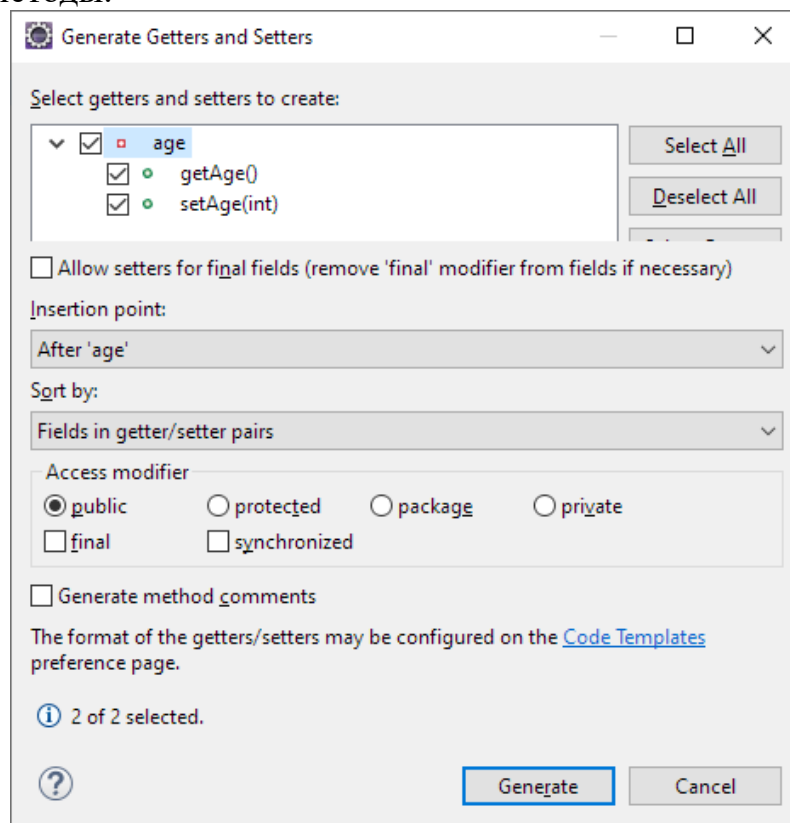 методы.
Generate Getters and Setters
Select getters and setters to create:
age
getAge()
setAge(int)
Select All
Deselect All
Allow setters for final fields (remove 'final' modifier from fields if necessary)
Insertion point:
After 'age'
Sort by:
Fields in getter/setter pairs
Access modifier
public protected package private
final synchronized
Generate method comments
The format of the getters/setters may be configured on the Code Templates
preference page.
2 of 2 selected.
Generate Cancel